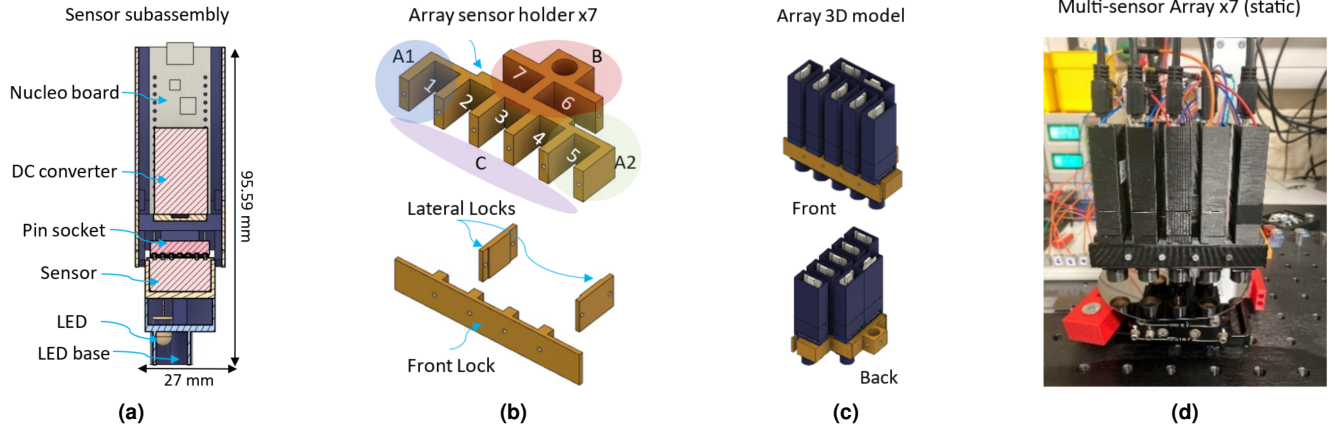 Sensor subassembly
Nucleo board
DC converter
Pin socket
Sensor
LED
LED base
95.59 mm
27 mm
(a)
Array sensor holder x7
A1
B
1
2
3
4
5
6
7
C
A2
Lateral Locks
Front Lock
(b)
Array 3D model
Front
Back
(c)
Multi-sensor Array x7 (static)
(d)